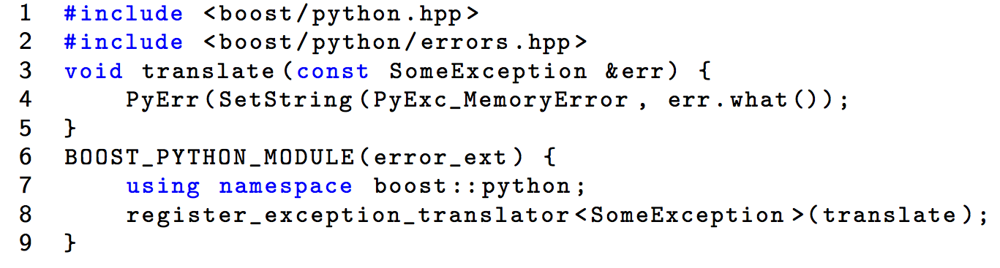 1 #include <boost/python.hpp>
2 #include <boost/python/errors.hpp>
3 void translate(const SomeException &err) {
4     PyErr(SetString(PyExc_MemoryError, err.what());
5 }
6 BOOST_PYTHON_MODULE(error_ext) {
7     using namespace boost::python;
8     register_exception_translator<SomeException>(translate);
9 }